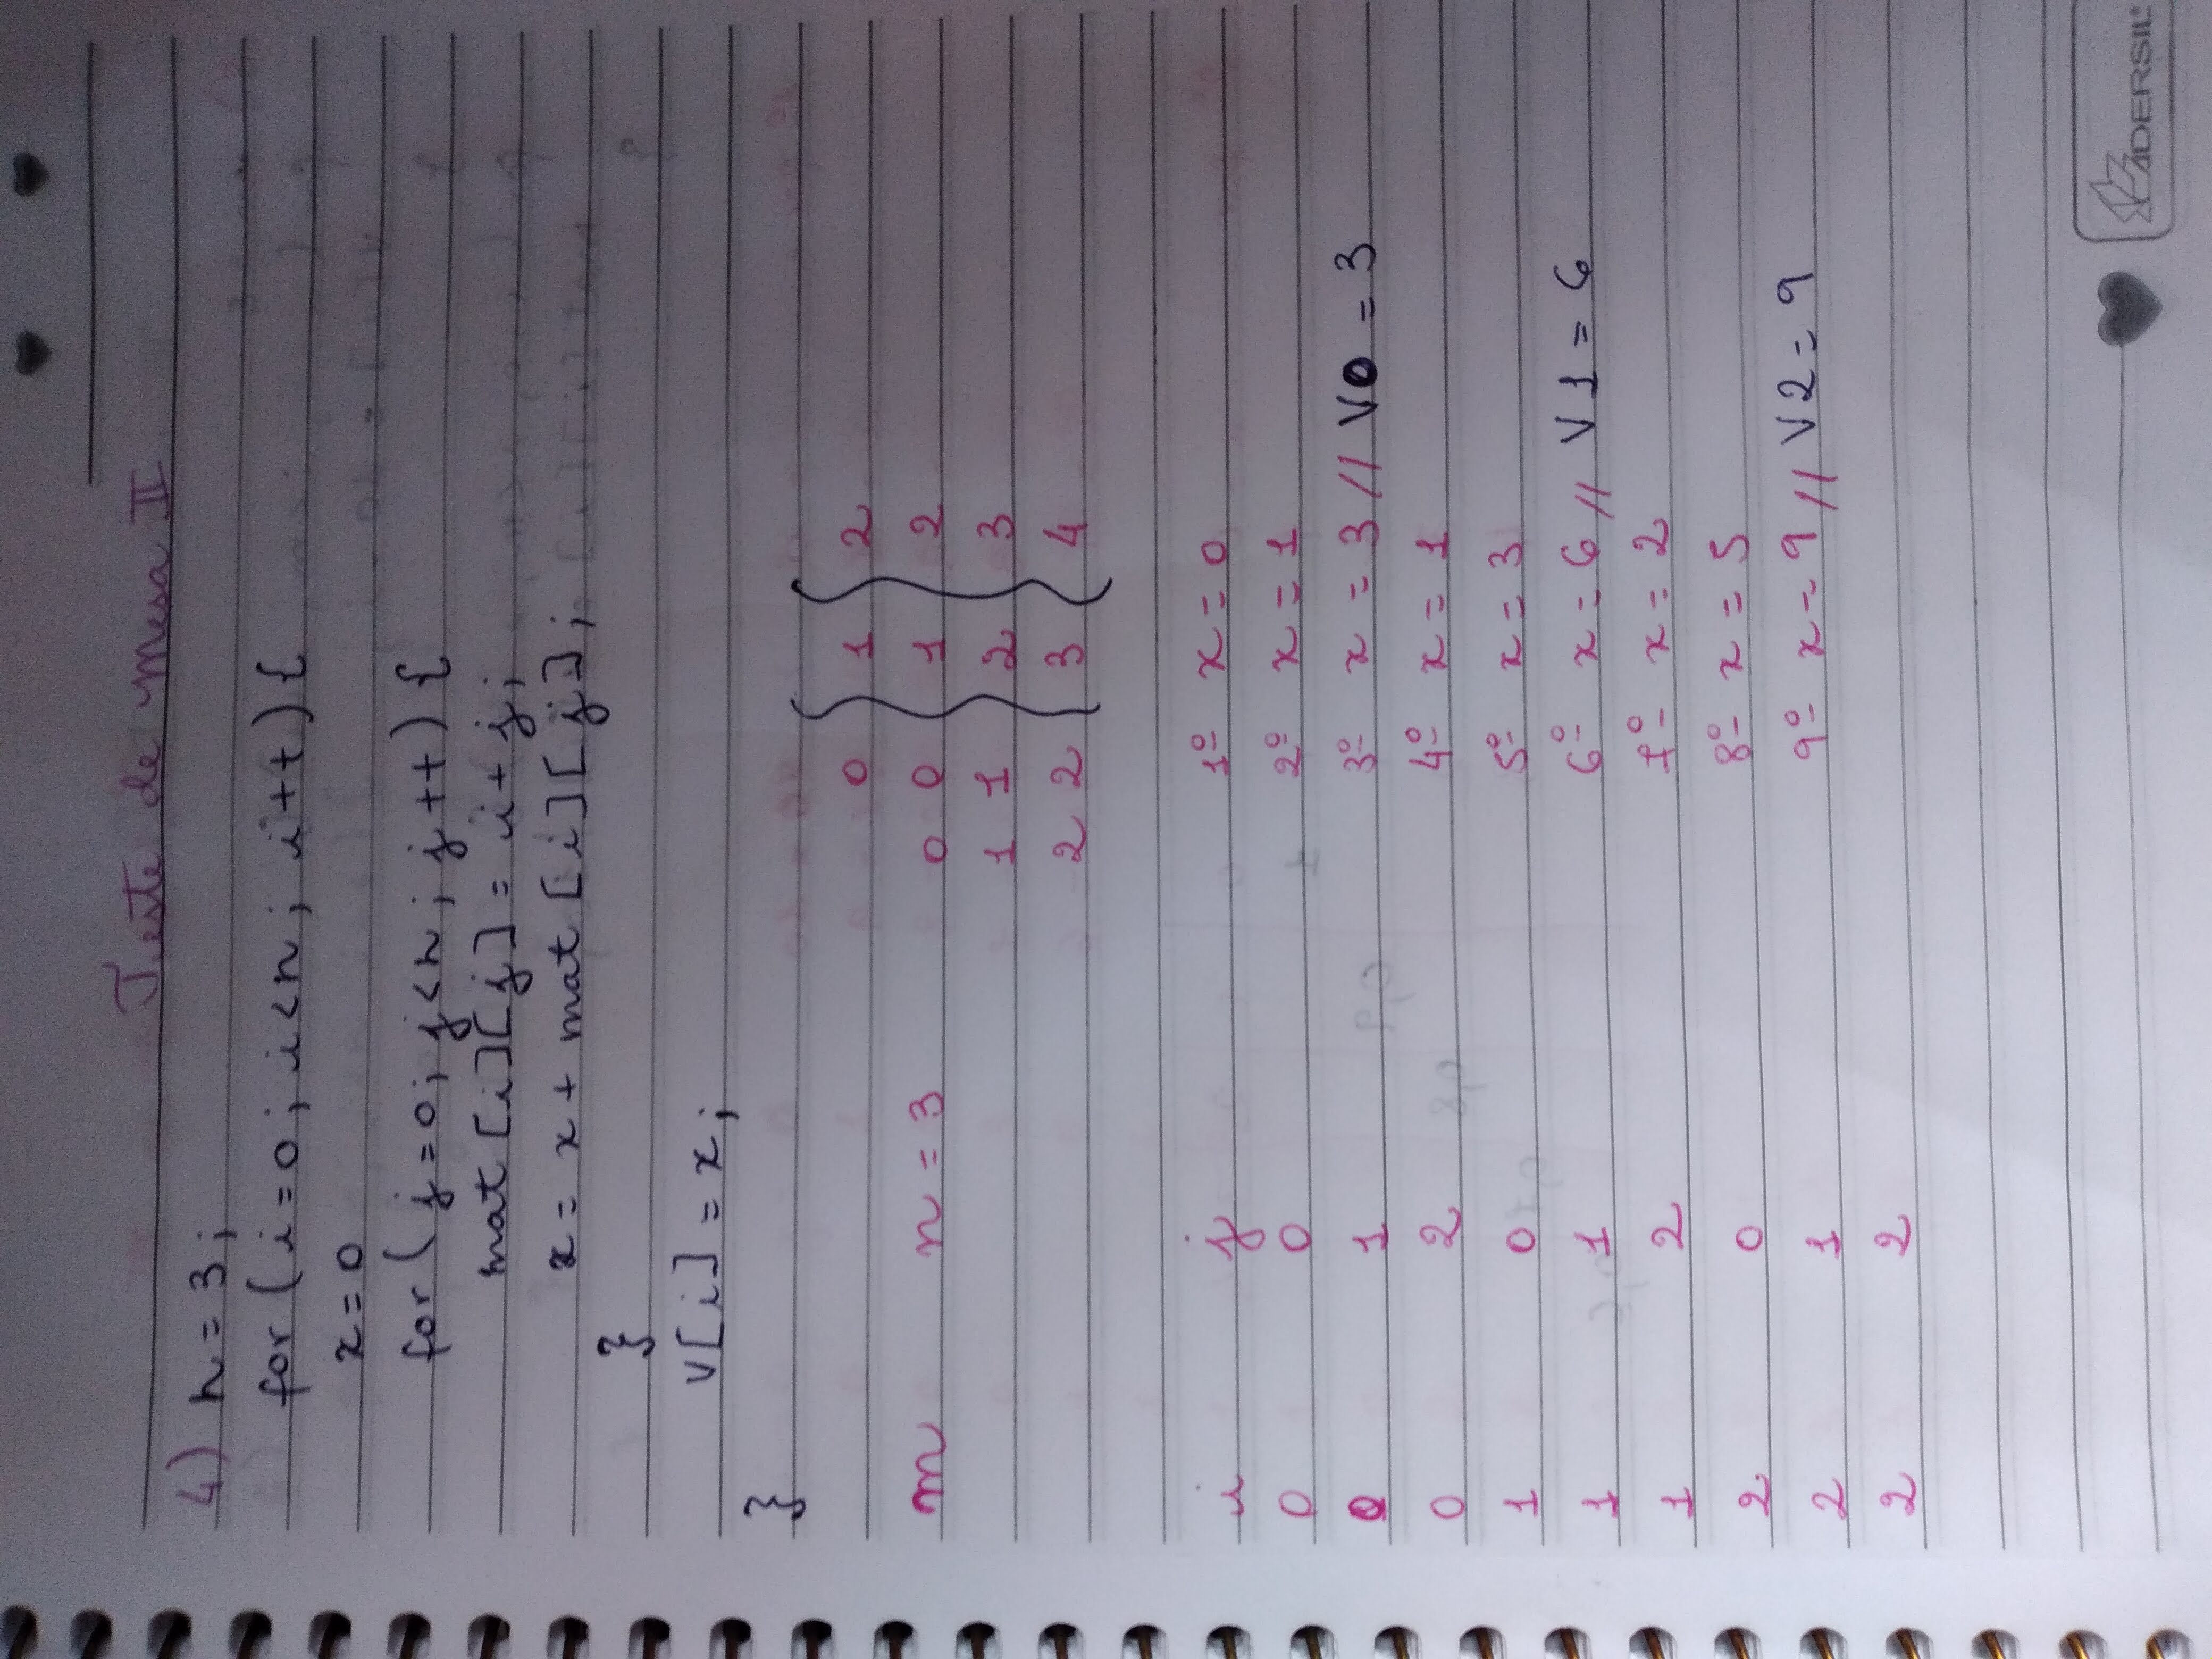 Teste de Mesa II
4) n = 3;
for (i=0; i<n; i++) {
x=0
for (j=0; j<n; j++) {
mat [i][j] = i+j;
x = x + mat [i][j];
}
v[i] = x;
}
0 1 2
m n = 3 0 0 1 2
1 1 2 3
2 2 3 4
i j 1º x = 0
0 0 2º x = 1
0 1 3º x = 3 // V0 = 3
0 2 4º x = 1
1 0 5º x = 3
1 1 6º x = 6 // V1 = 6
1 2 7º x = 2
2 0 8º x = 5
2 1 9º x = 9 // V2 = 9
2 2